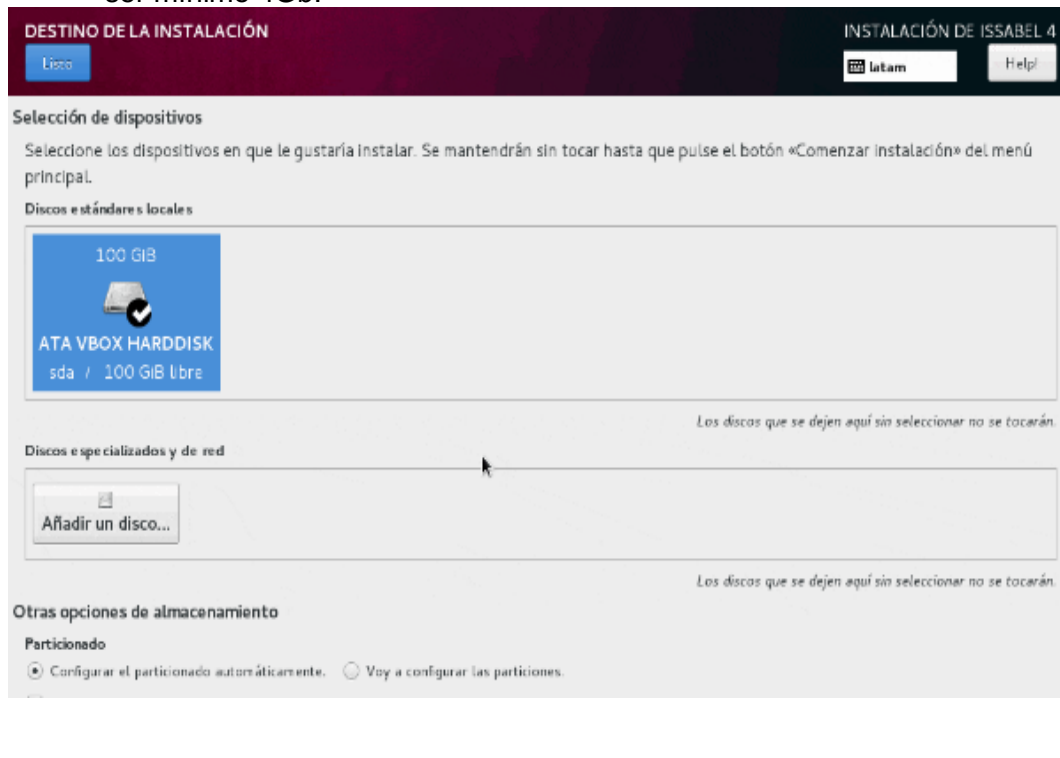 ser mínimo 4Gb.
DESTINO DE LA INSTALACIÓN
INSTALACIÓN DE ISSABEL 4
Listo
latam
Help!
Selección de dispositivos
Seleccione los dispositivos en que le gustaría instalar. Se mantendrán sin tocar hasta que pulse el botón «Comenzar instalación» del menú
principal.
Discos estándares locales
100 GiB
ATA VBOX HARDDISK
sda / 100 GiB libre
Los discos que se dejen aquí sin seleccionar no se tocarán.
Discos especializados y de red
Añadir un disco...
Los discos que se dejen aquí sin seleccionar no se tocarán.
Otras opciones de almacenamiento
Particionado
Configurar el particionado automáticamente. Voy a configurar las particiones.